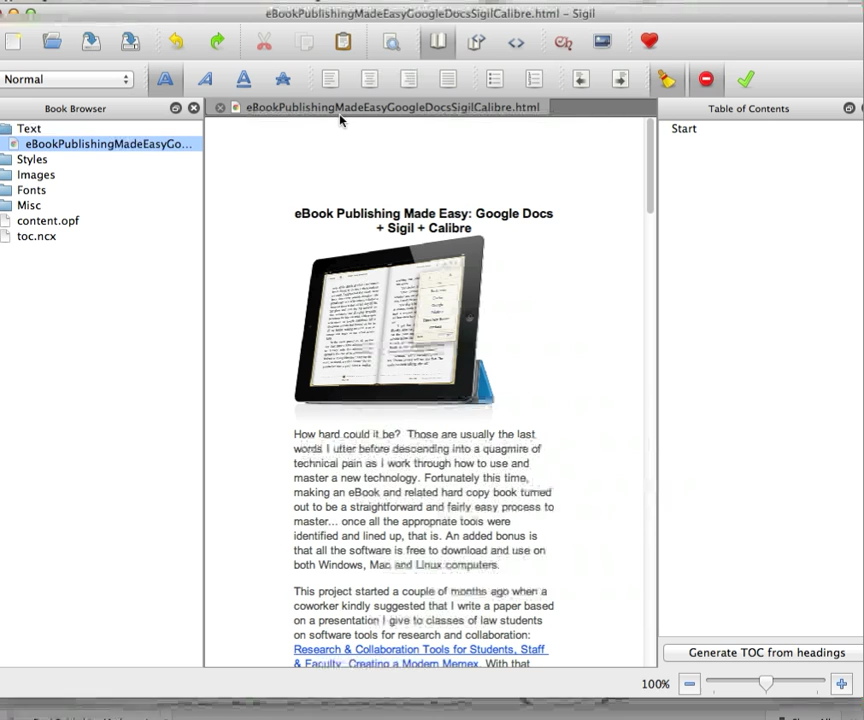 eBookPublishingMadeEasyGoogleDocsSigilCalibre.html – Sigil
Normal
Book Browser
eBookPublishingMadeEasyGoogleDocsSigilCalibre.html
Table of Contents
Text
eBookPublishingMadeEasyGo...
Styles
Images
Fonts
Misc
content.opf
toc.ncx
Start
eBook Publishing Made Easy: Google Docs
+ Sigil + Calibre
How hard could it be? Those are usually the last
words I utter before descending into a quagmire of
technical pain as I work through how to use and
master a new technology. Fortunately this time,
making an eBook and related hard copy book turned
out to be a straightforward and fairly easy process to
master... once all the appropriate tools were
identified and lined up, that is. An added bonus is
that all the software is free to download and use on
both Windows, Mac and Linux computers.
This project started a couple of months ago when a
coworker kindly suggested that I write a paper based
on a presentation I give to classes of law students
on software tools for research and collaboration:
Research & Collaboration Tools for Students, Staff
& Faculty: Creating a Modern Memex. With that
Generate TOC from headings
100%